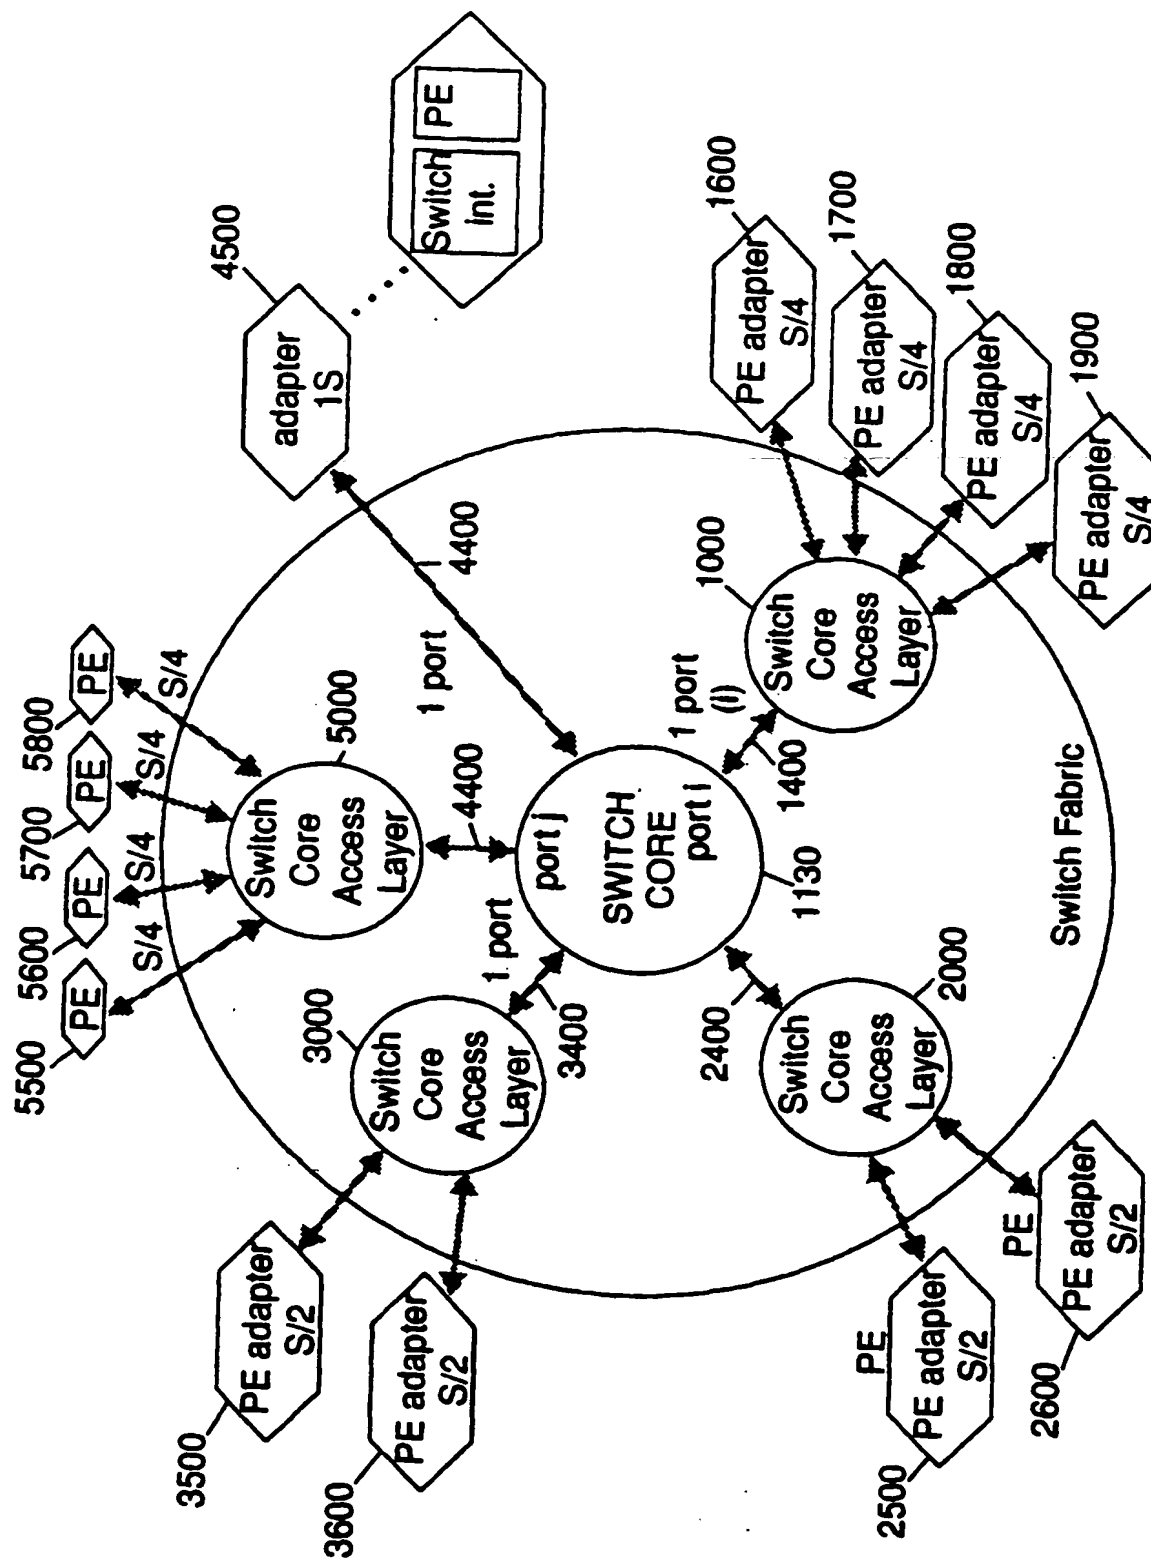 5500
PE
S/4
5600
PE
S/4
5700
PE
S/4
5800
PE
S/4
Switch
Core
Access
Layer
5000
4400
1 port
4400
4500
adapter
1S
Switch
int.
PE
3500
PE adapter
S/2
3600
PE adapter
S/2
3000
Switch
Core
Access
Layer
1 port
3400
port j
SWITCH
CORE
port i
1130
1 port
(i)
1400
1000
Switch
Core
Access
Layer
1600
PE adapter
S/4
1700
PE adapter
S/4
1800
PE adapter
S/4
1900
PE adapter
S/4
2400
2000
Switch
Core
Access
Layer
2500
PE
PE adapter
S/2
2600
PE
PE adapter
S/2
Switch Fabric